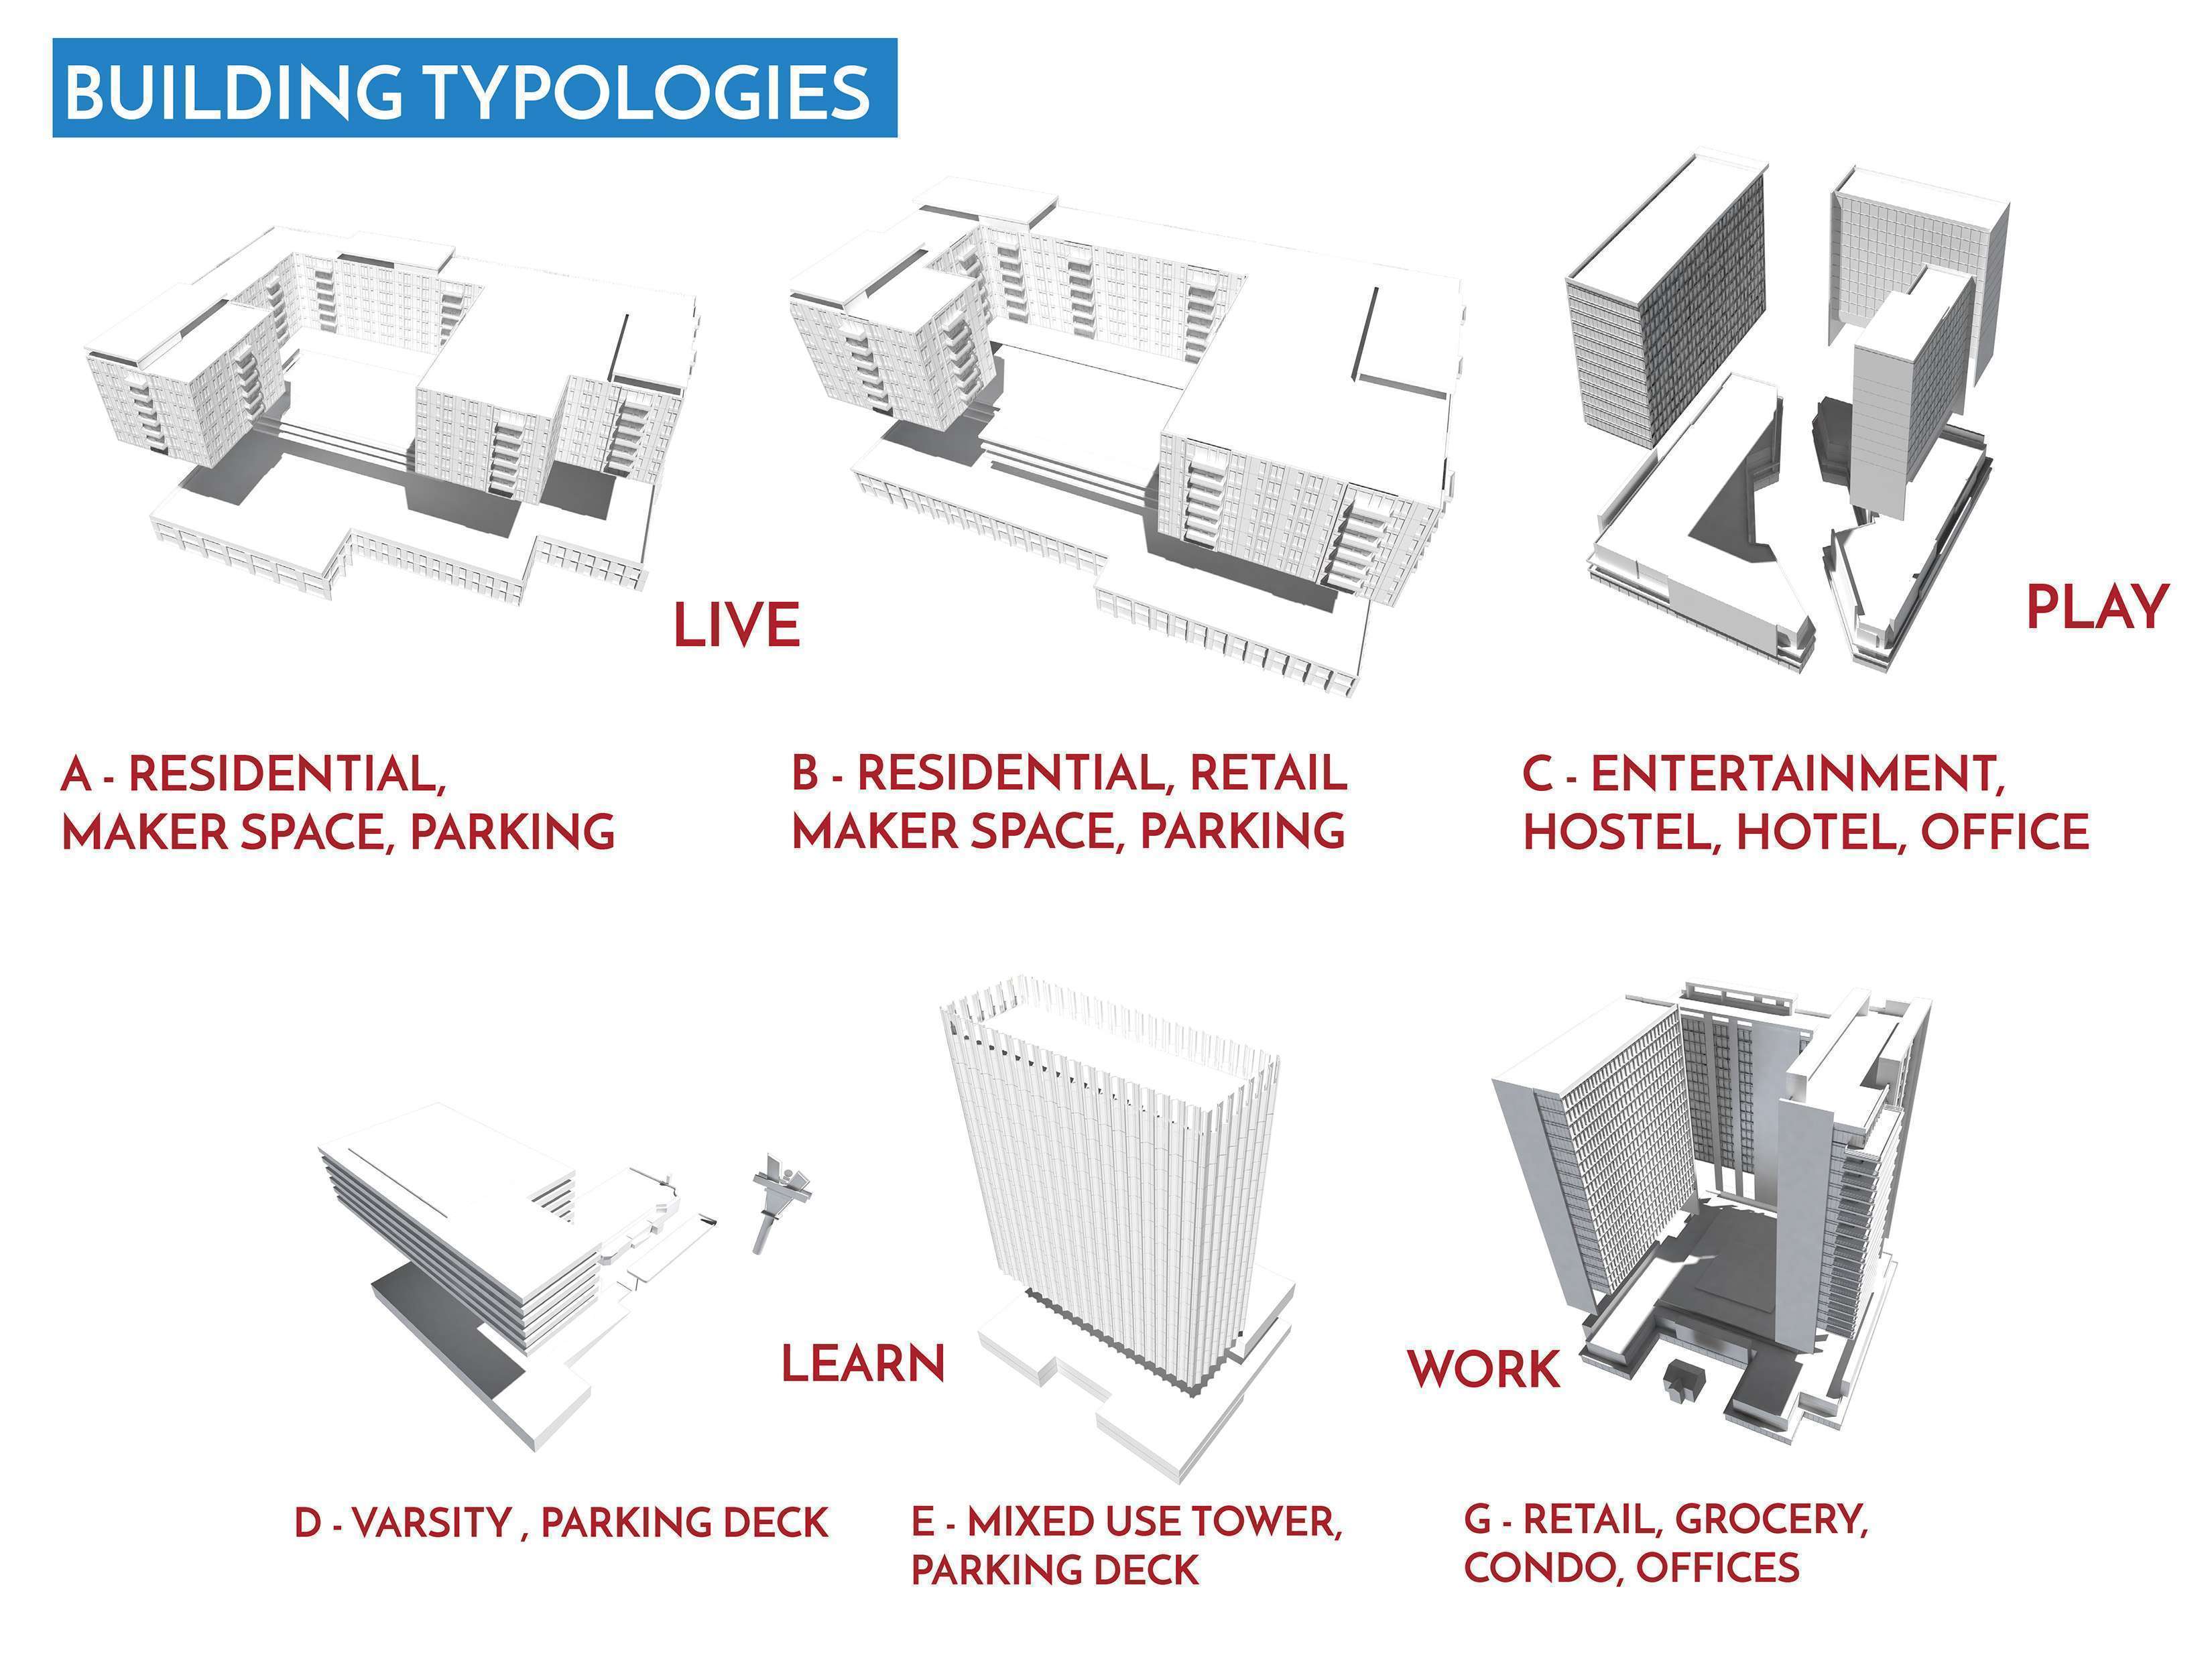 BUILDING TYPOLOGIES
LIVE
PLAY
A - RESIDENTIAL,
MAKER SPACE, PARKING
B - RESIDENTIAL, RETAIL
MAKER SPACE, PARKING
C - ENTERTAINMENT,
HOSTEL, HOTEL, OFFICE
LEARN
WORK
D - VARSITY , PARKING DECK
E - MIXED USE TOWER,
PARKING DECK
G - RETAIL, GROCERY,
CONDO, OFFICES